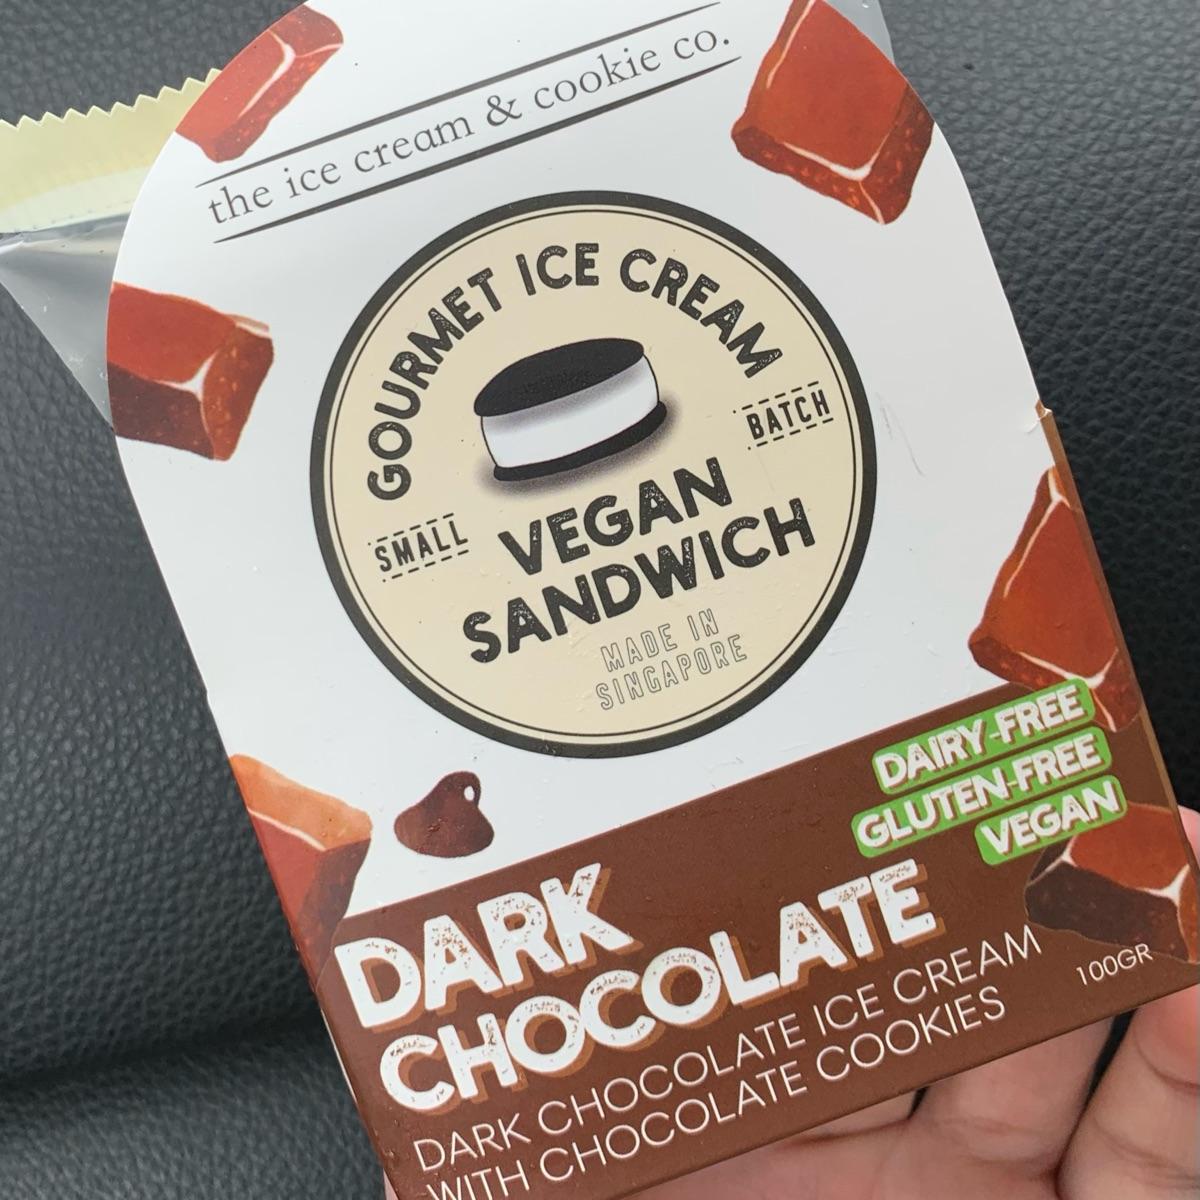 the ice cream & cookie co.
GOURMET ICE CREAM
SMALL
BATCH
VEGAN
SANDWICH
MADE IN
SINGAPORE
DAIRY-FREE
GLUTEN-FREE
VEGAN
DARK
CHOCOLATE
DARK CHOCOLATE ICE CREAM
WITH CHOCOLATE COOKIES
100GR